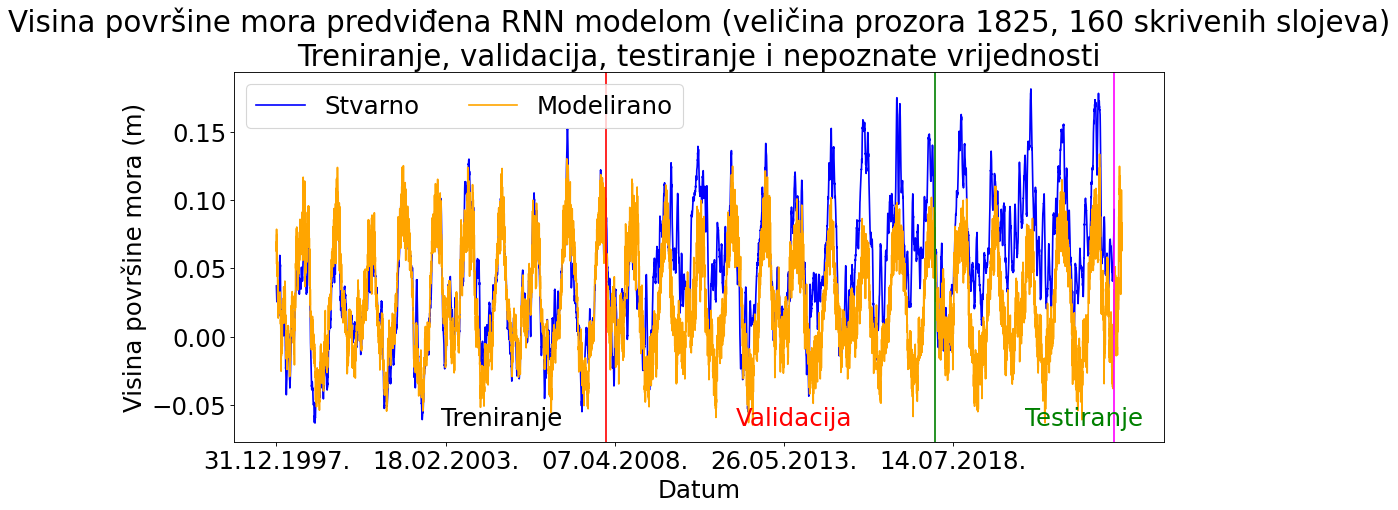 Visina površine mora predviđena RNN modelom (veličina prozora 1825, 160 skrivenih slojeva)
Treniranje, validacija, testiranje i nepoznate vrijednosti
Stvarno
Modelirano
Visina površine mora (m)
0.15
0.10
0.05
0.00
−0.05
Treniranje
Validacija
Testiranje
31.12.1997.
18.02.2003.
07.04.2008.
26.05.2013.
14.07.2018.
Datum